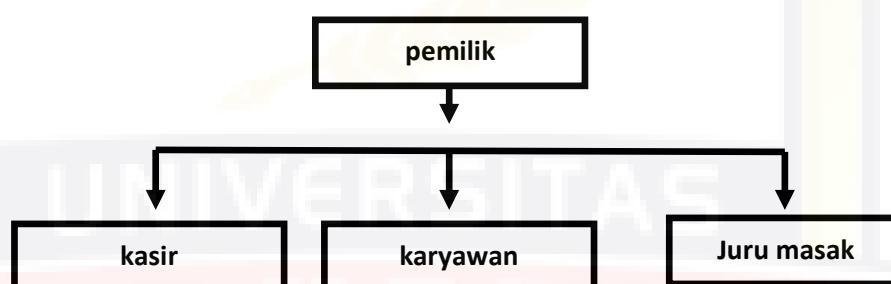 pemilik
UNIVERSITAS
kasir
karyawan
Juru masak